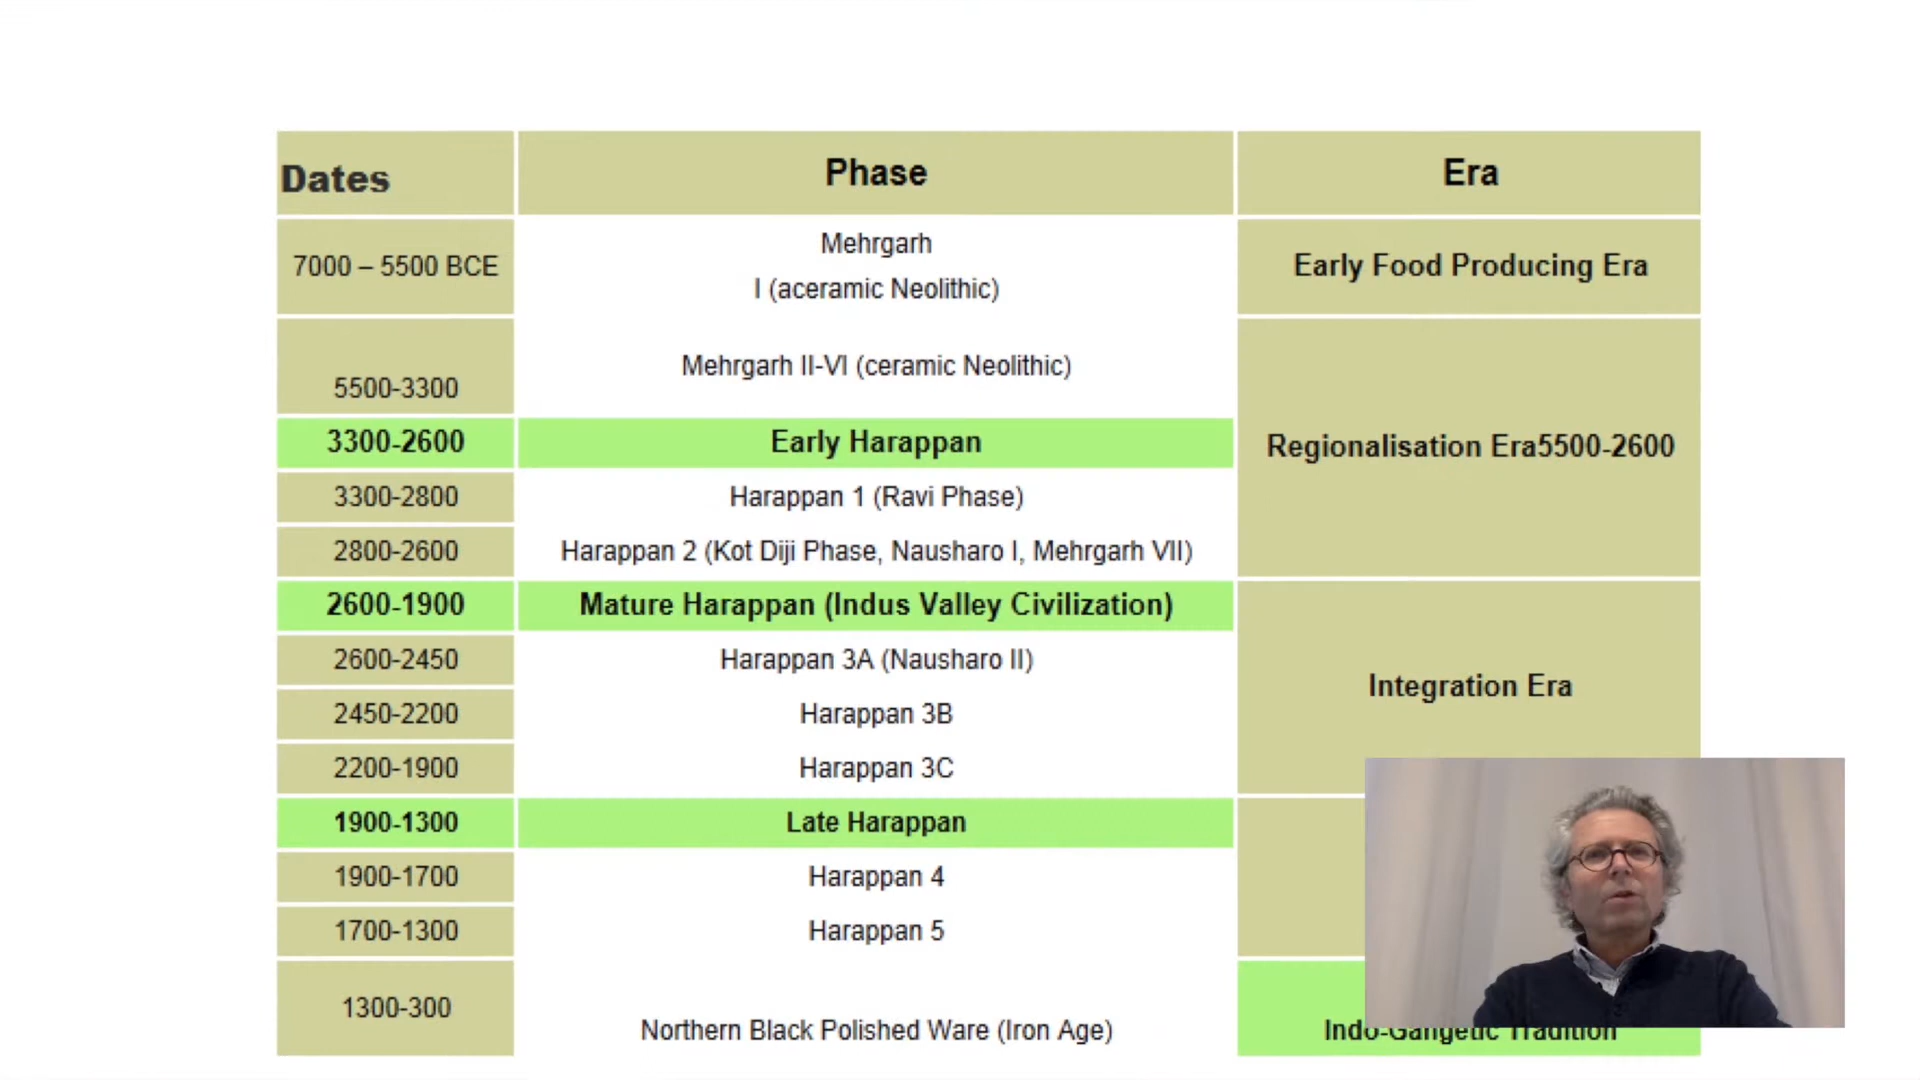 Dates Phase Era
7000 – 5500 BCE Mehrgarh
I (aceramic Neolithic) Early Food Producing Era
5500-3300 Mehrgarh II-VI (ceramic Neolithic)
Regionalisation Era5500-2600
3300-2600 Early Harappan
3300-2800 Harappan 1 (Ravi Phase)
2800-2600 Harappan 2 (Kot Diji Phase, Nausharo I, Mehrgarh VII)
2600-1900 Mature Harappan (Indus Valley Civilization)
Integration Era
2600-2450 Harappan 3A (Nausharo II)
2450-2200 Harappan 3B
2200-1900 Harappan 3C
1900-1300 Late Harappan
1900-1700 Harappan 4
1700-1300 Harappan 5
1300-300 Northern Black Polished Ware (Iron Age) Indo-Gangetic Tradition